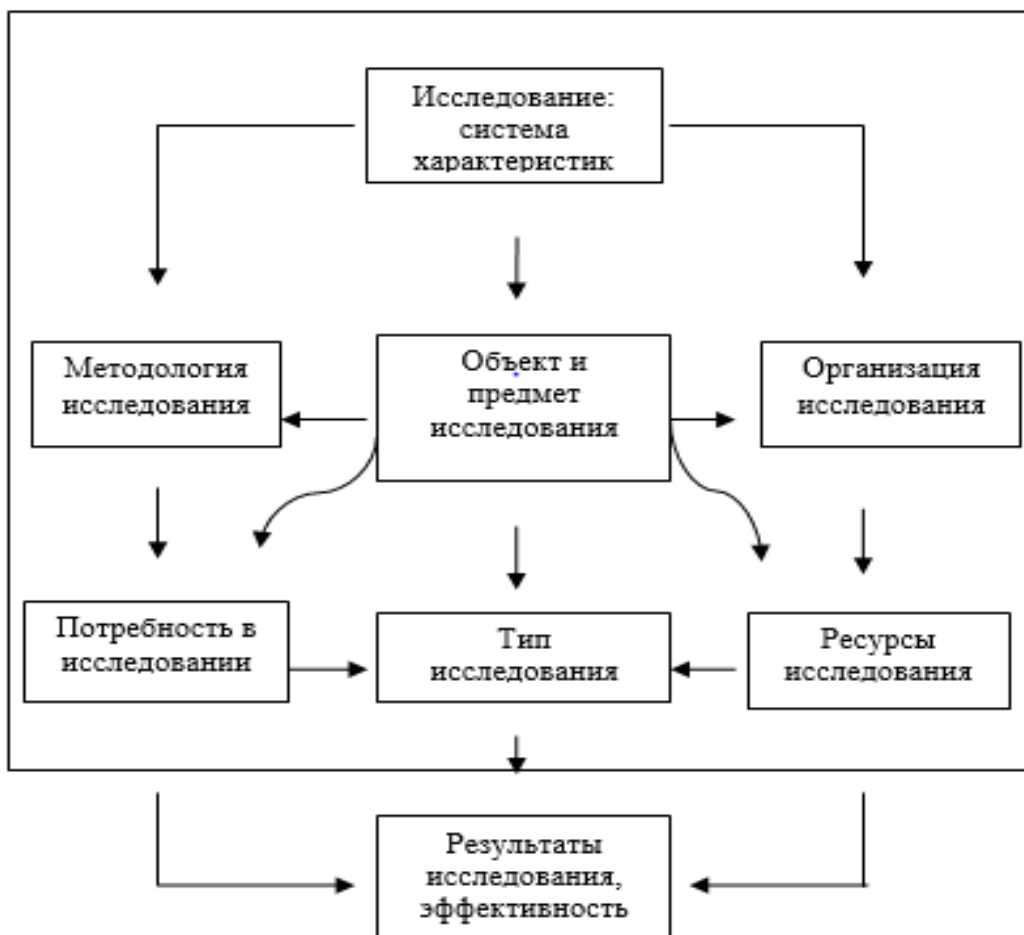 Исследование:
система
характеристик
Методология
исследования
Объект и
предмет
исследования
Организация
исследования
Потребность в
исследовании
Тип
исследования
Ресурсы
исследования
Результаты
исследования,
эффективность